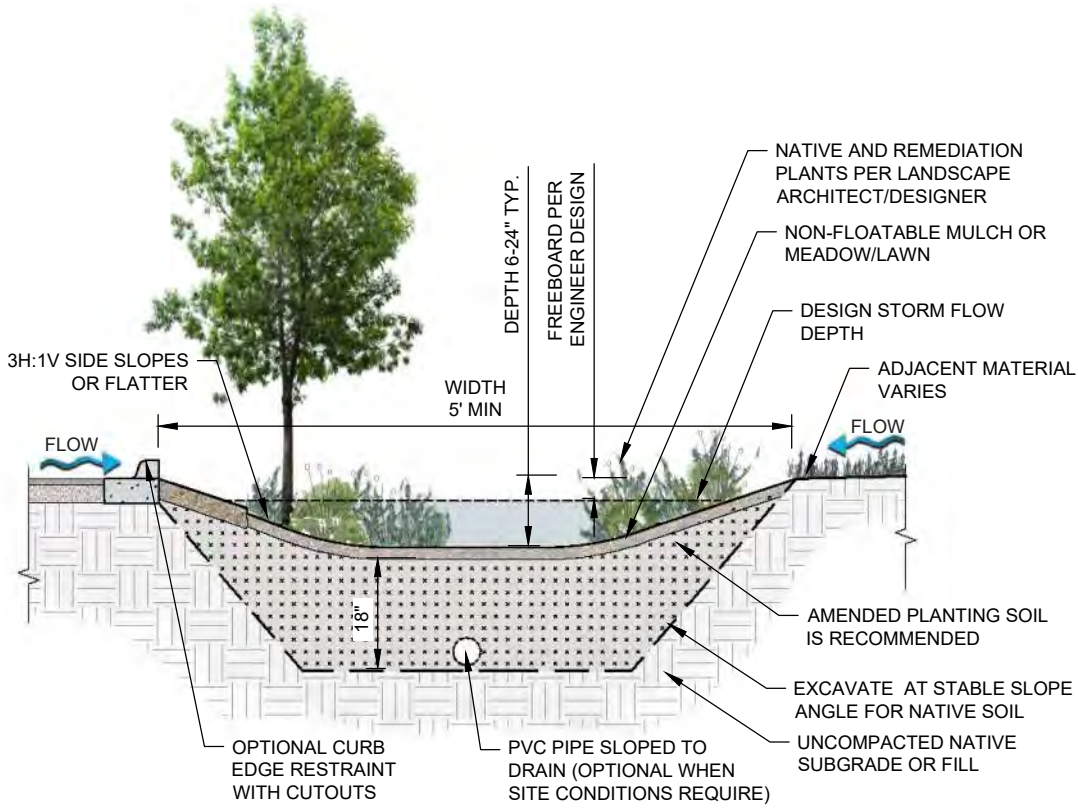 NATIVE AND REMEDIATION
PLANTS PER LANDSCAPE
ARCHITECT/DESIGNER
NON-FLOATABLE MULCH OR
MEADOW/LAWN
DEPTH 6-24" TYP.
FREEBOARD PER
ENGINEER DESIGN
DESIGN STORM FLOW
DEPTH
3H:1V SIDE SLOPES
OR FLATTER
WIDTH
5' MIN
ADJACENT MATERIAL
VARIES
FLOW
FLOW
18"
AMENDED PLANTING SOIL
IS RECOMMENDED
EXCAVATE AT STABLE SLOPE
ANGLE FOR NATIVE SOIL
UNCOMPACTED NATIVE
SUBGRADE OR FILL
OPTIONAL CURB
EDGE RESTRAINT
WITH CUTOUTS
PVC PIPE SLOPED TO
DRAIN (OPTIONAL WHEN
SITE CONDITIONS REQUIRE)